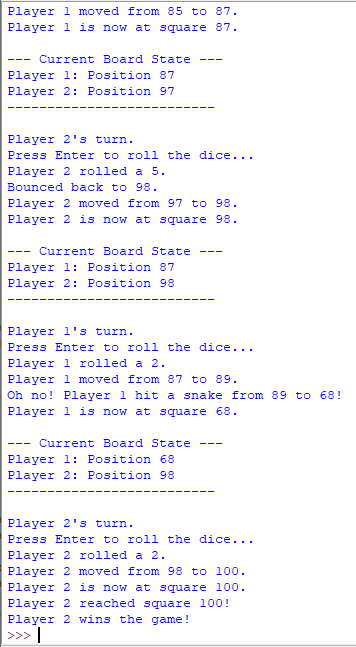 Player 1 moved from 85 to 87.
Player 1 is now at square 87.

--- Current Board State ---
Player 1: Position 87
Player 2: Position 97
--------------------------

Player 2's turn.
Press Enter to roll the dice...
Player 2 rolled a 5.
Bounced back to 98.
Player 2 moved from 97 to 98.
Player 2 is now at square 98.

--- Current Board State ---
Player 1: Position 87
Player 2: Position 98
--------------------------

Player 1's turn.
Press Enter to roll the dice...
Player 1 rolled a 2.
Player 1 moved from 87 to 89.
Oh no! Player 1 hit a snake from 89 to 68!
Player 1 is now at square 68.

--- Current Board State ---
Player 1: Position 68
Player 2: Position 98
--------------------------

Player 2's turn.
Press Enter to roll the dice...
Player 2 rolled a 2.
Player 2 moved from 98 to 100.
Player 2 is now at square 100.
Player 2 reached square 100!
Player 2 wins the game!
>>>